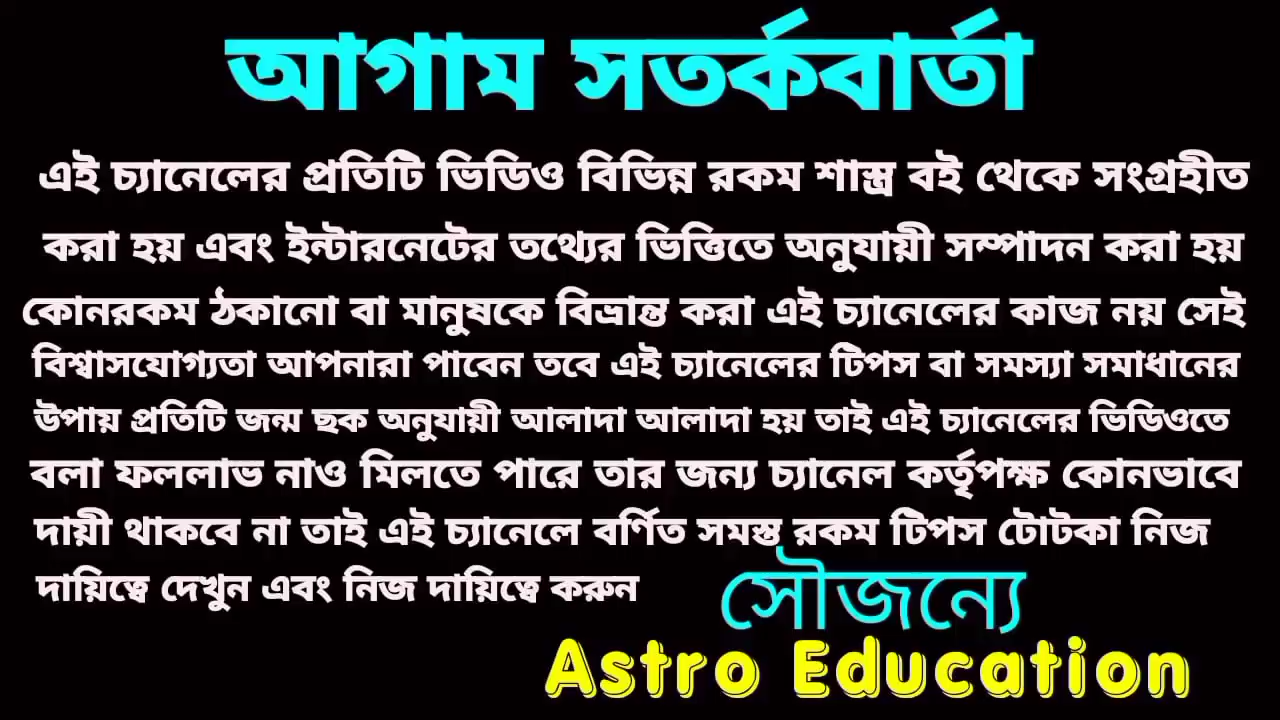 আগাম সতর্কবার্তা
এই চ্যানেলের প্রতিটি ভিডিও বিভিন্ন রকম শাস্ত্র বই থেকে সংগ্রহীত
করা হয় এবং ইন্টারনেটের তথ্যের ভিত্তিতে অনুযায়ী সম্পাদন করা হয়
কোনরকম ঠকানো বা মানুষকে বিভ্রান্ত করা এই চ্যানেলের কাজ নয় সেই
বিশ্বাসযোগ্যতা আপনারা পাবেন তবে এই চ্যানেলের টিপস বা সমস্যা সমাধানের
উপায় প্রতিটি জন্ম ছক অনুযায়ী আলাদা আলাদা হয় তাই এই চ্যানেলের ভিডিওতে
বলা ফললাভ নাও মিলতে পারে তার জন্য চ্যানেল কর্তৃপক্ষ কোনভাবে
দায়ী থাকবে না তাই এই চ্যানেলে বর্ণিত সমস্ত রকম টিপস টোটকা নিজ
দায়িত্বে দেখুন এবং নিজ দায়িত্বে করুন
সৌজন্যে
Astro Education